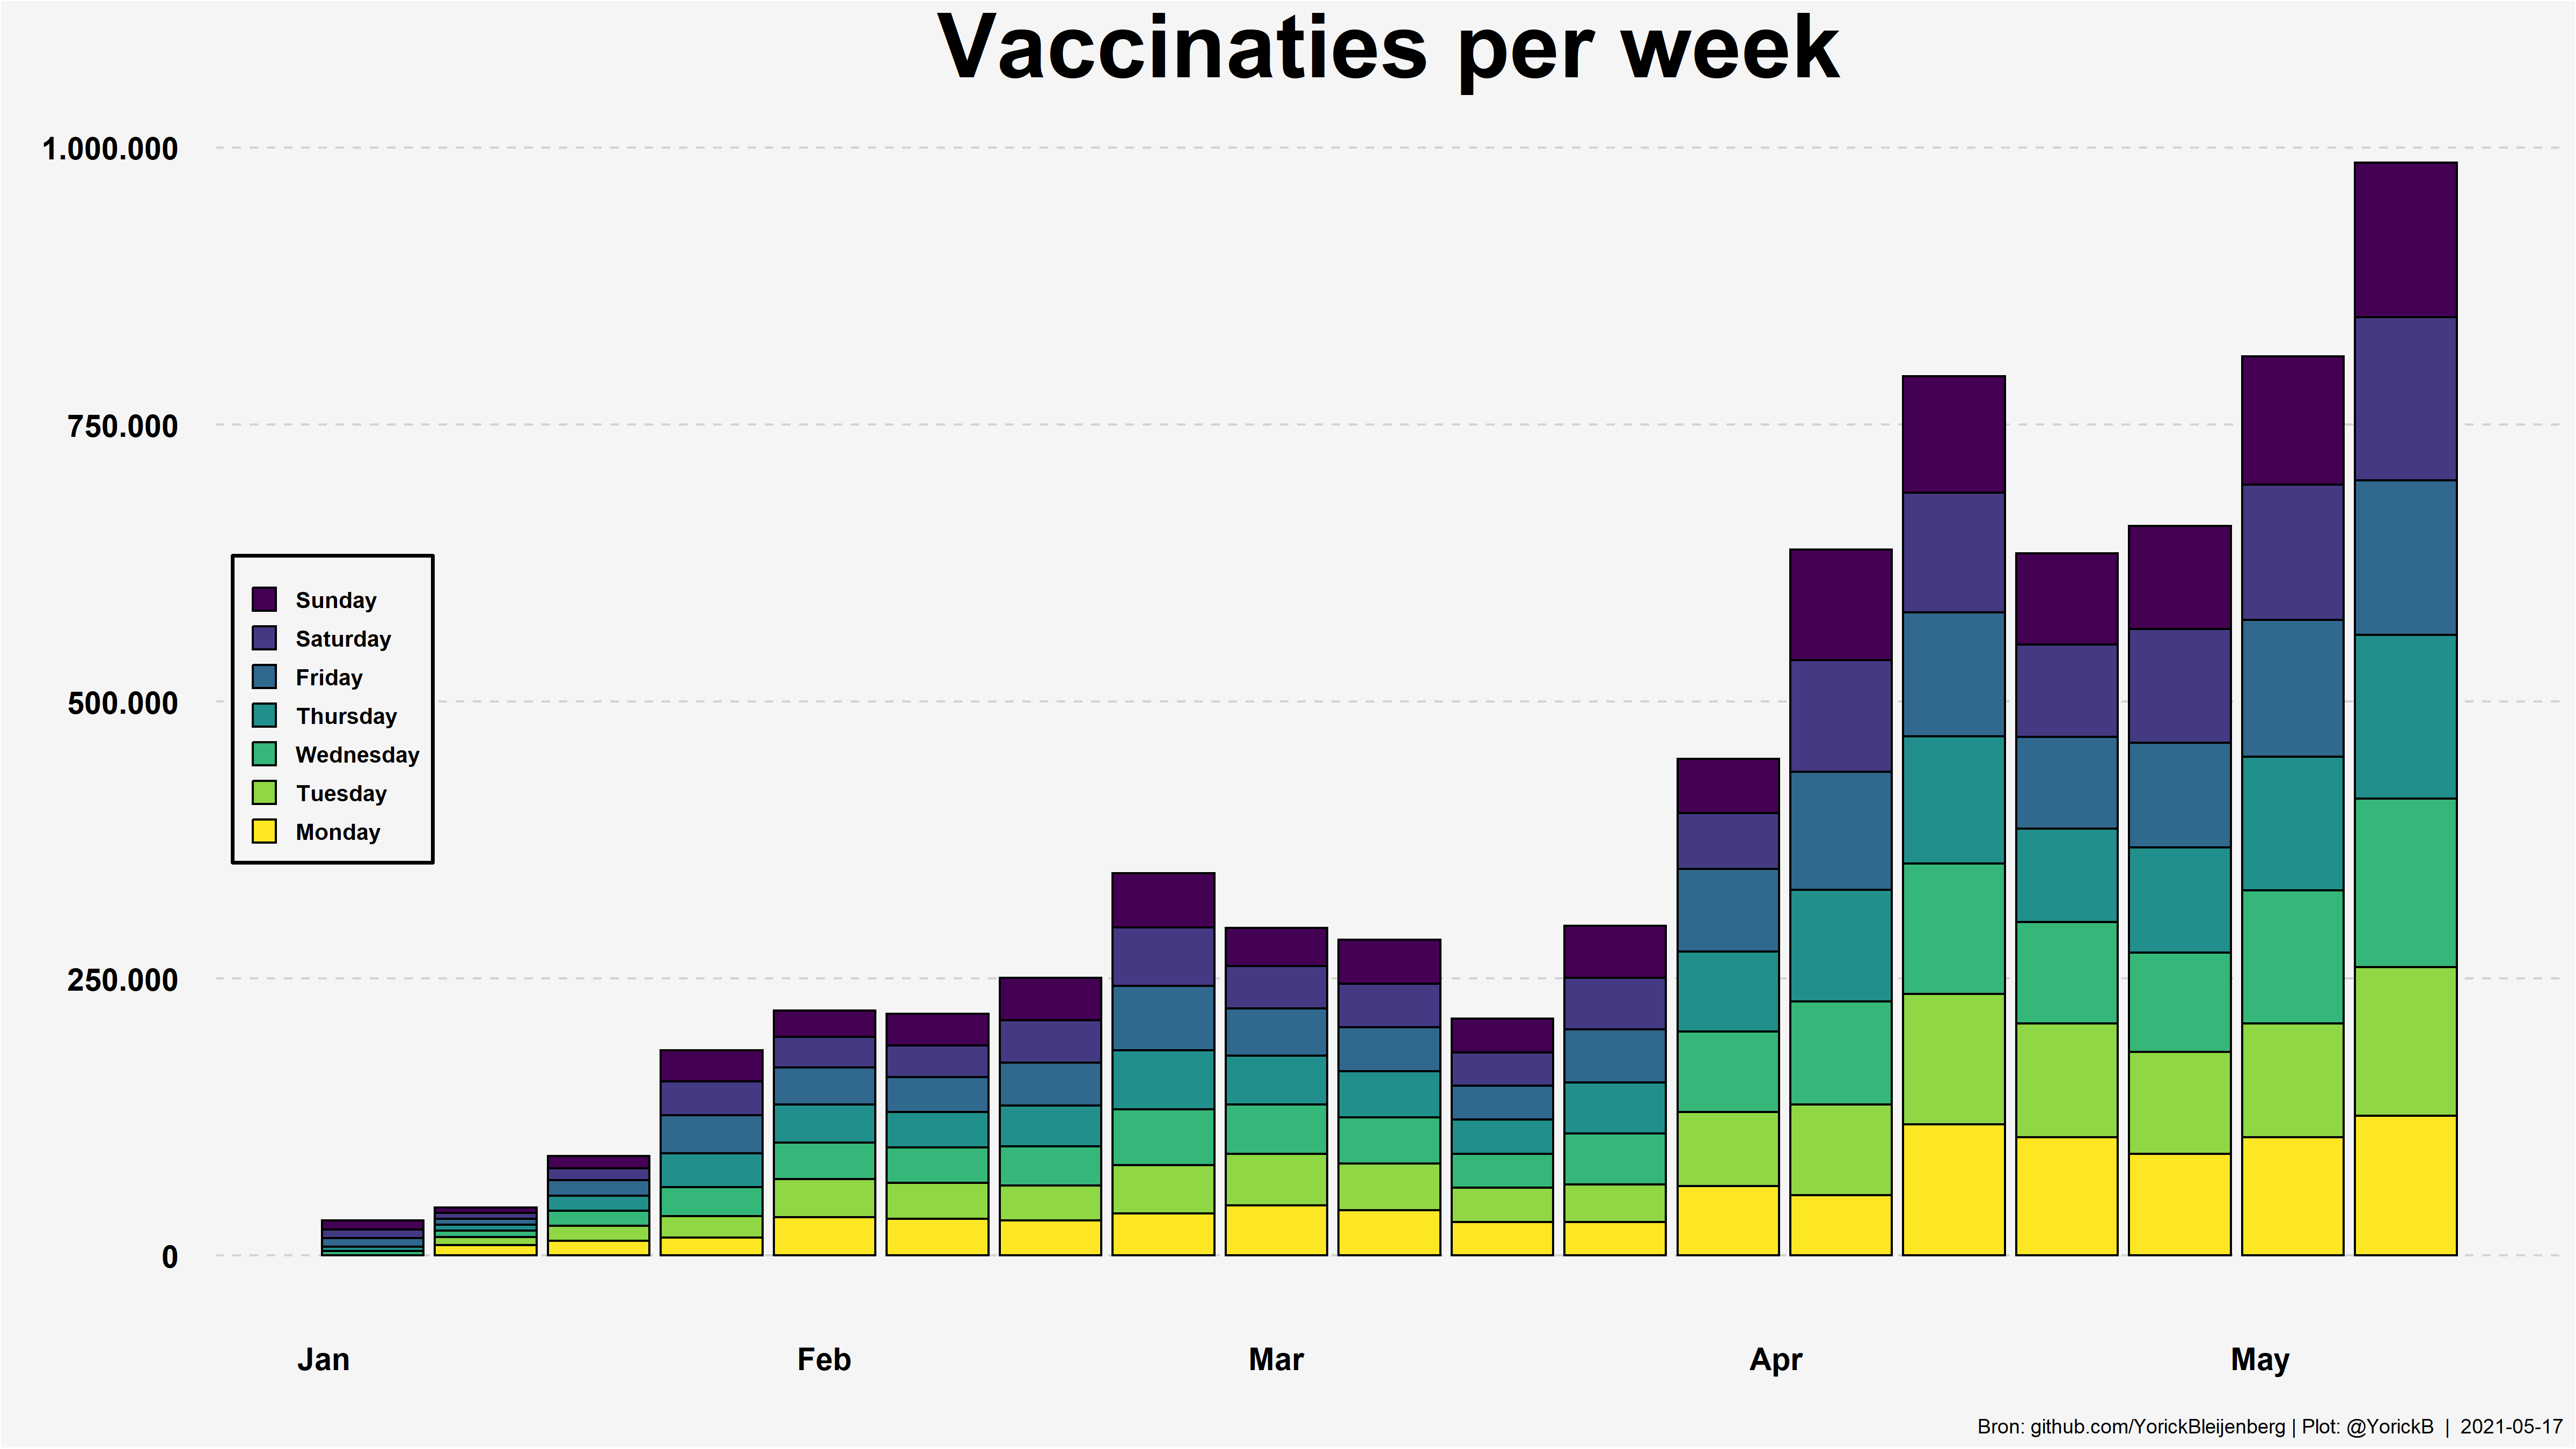 Vaccinaties per week
1.000.000
750.000
500.000
250.000
0
Sunday
Saturday
Friday
Thursday
Wednesday
Tuesday
Monday
Jan Feb Mar Apr May
Bron: github.com/YorickBleijenberg | Plot: @YorickB | 2021-05-17